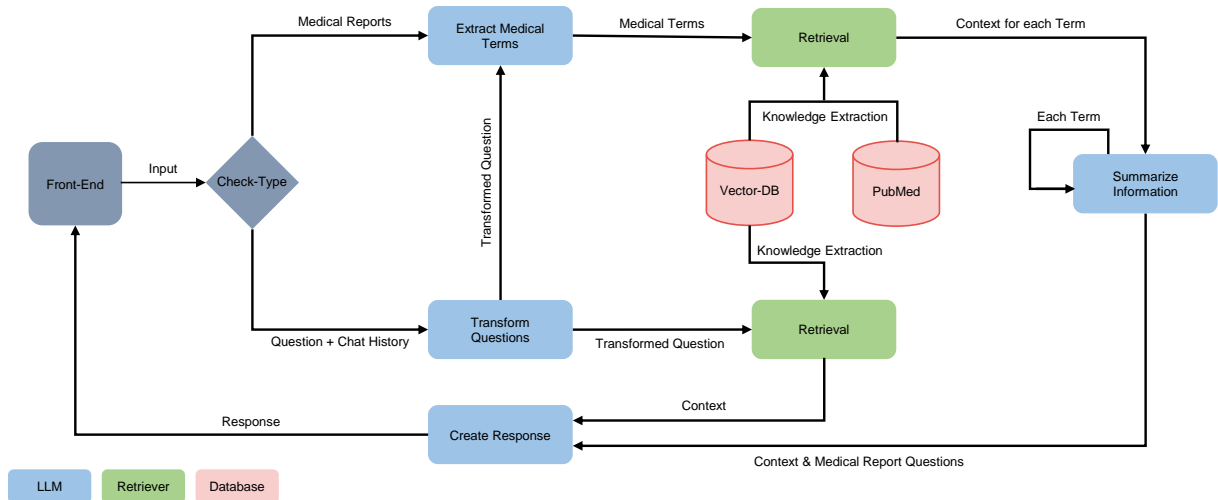 Medical Reports
Extract Medical
Terms
Medical Terms
Retrieval
Context for each Term
Knowledge Extraction
Each Term
Front-End
Input
Check-Type
Transformed Question
Vector-DB
PubMed
Summarize
Information
Knowledge Extraction
Question + Chat History
Transform
Questions
Transformed Question
Retrieval
Context
Response
Create Response
Context & Medical Report Questions
LLM
Retriever
Database